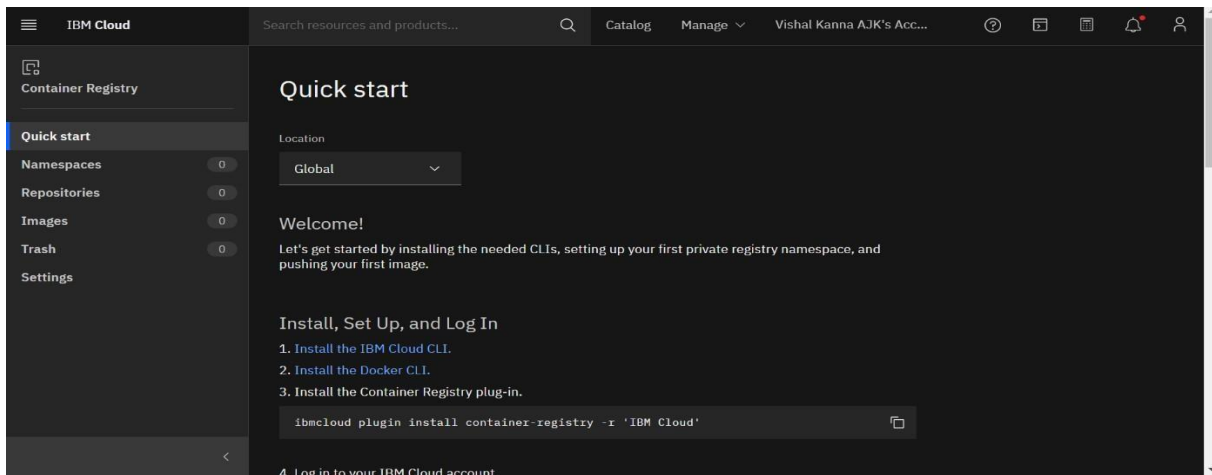 IBM Cloud
Search resources and products...
Catalog
Manage
Vishal Kanna AJK's Acc...
Container Registry
Quick start
Namespaces 0
Repositories 0
Images 0
Trash 0
Settings
Quick start
Location
Global
Welcome!
Let's get started by installing the needed CLIs, setting up your first private registry namespace, and
pushing your first image.
Install, Set Up, and Log In
1. Install the IBM Cloud CLI.
2. Install the Docker CLI.
3. Install the Container Registry plug-in.
ibmcloud plugin install container-registry -r 'IBM Cloud'
4. Log in to your IBM Cloud account